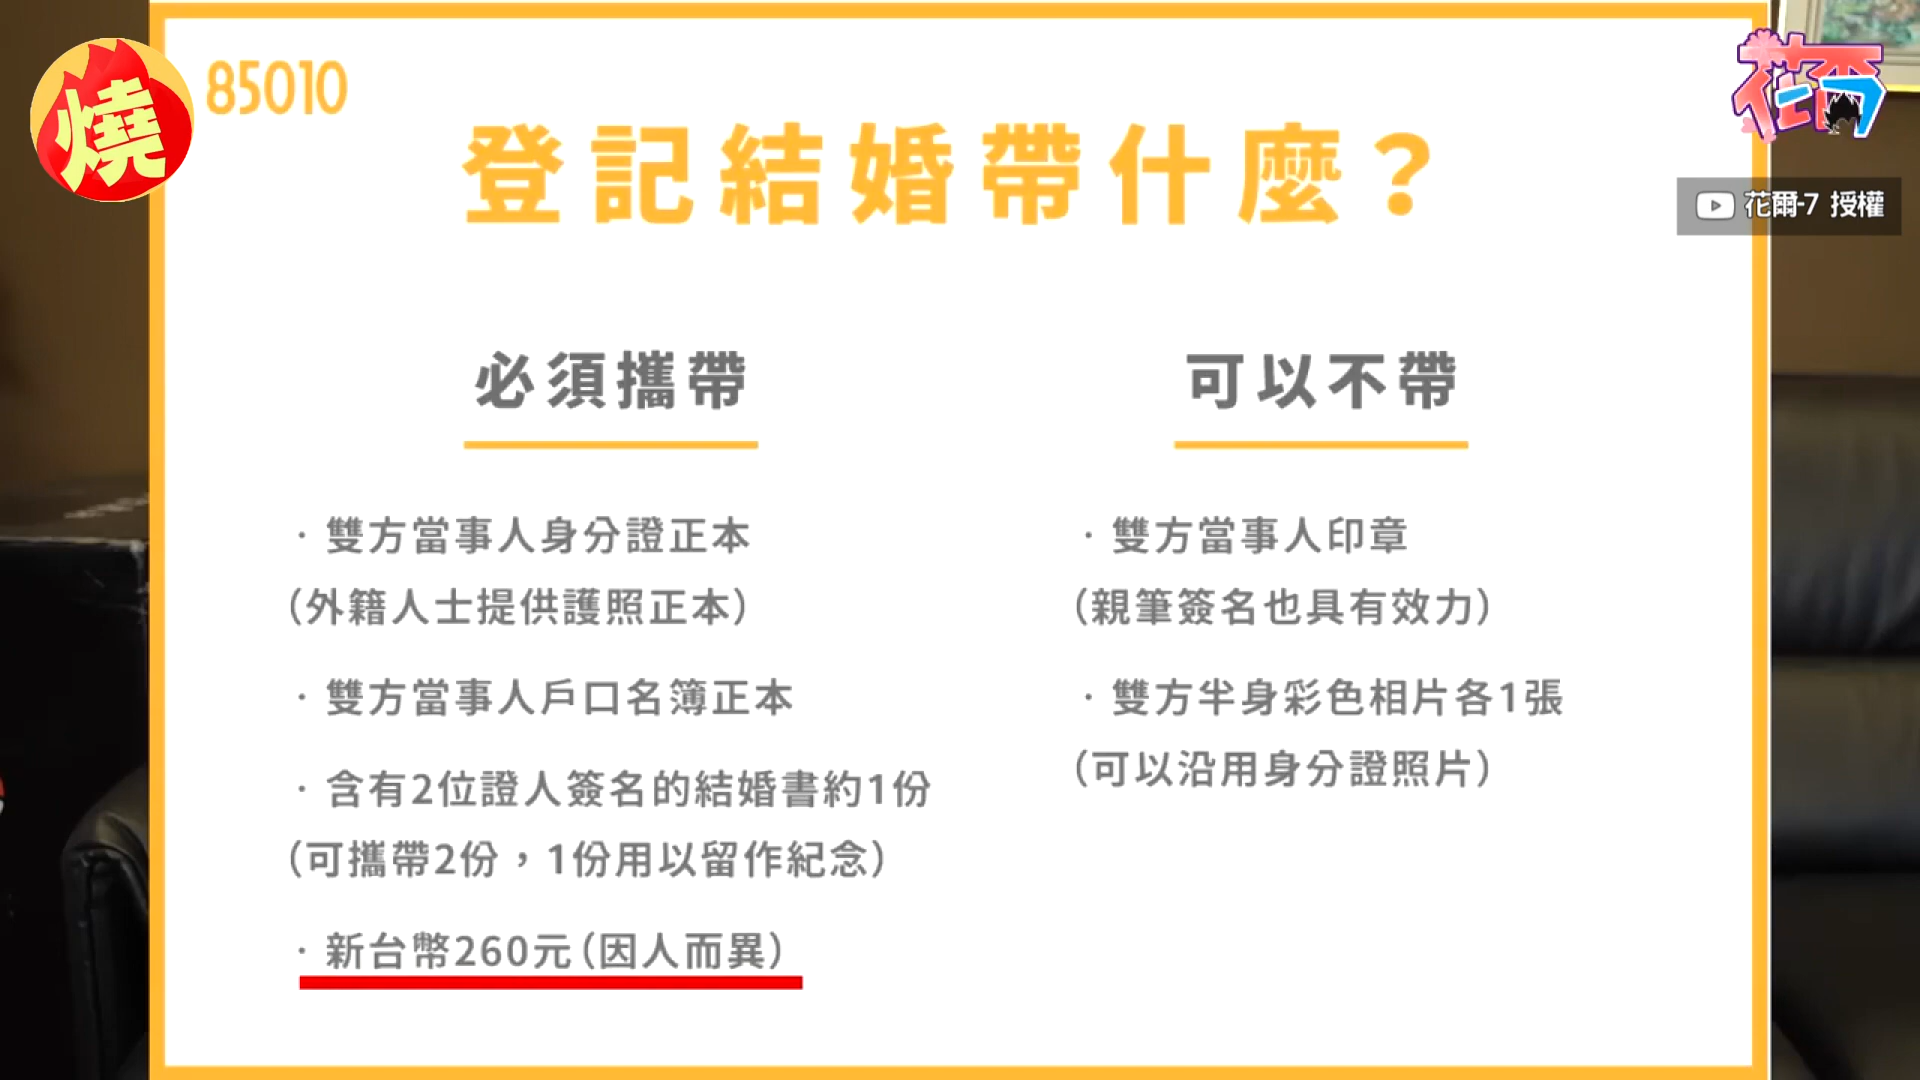 燒
85010
花爾
花爾-7 授權
登記結婚帶什麼？
必須攜帶
·雙方當事人身分證正本
（外籍人士提供護照正本）
·雙方當事人戶口名簿正本
·含有2位證人簽名的結婚書約1份
（可攜帶2份，1份用以留作紀念）
·新台幣260元（因人而異）
可以不帶
·雙方當事人印章
（親筆簽名也具有效力）
·雙方半身彩色相片各1張
（可以沿用身分證照片）